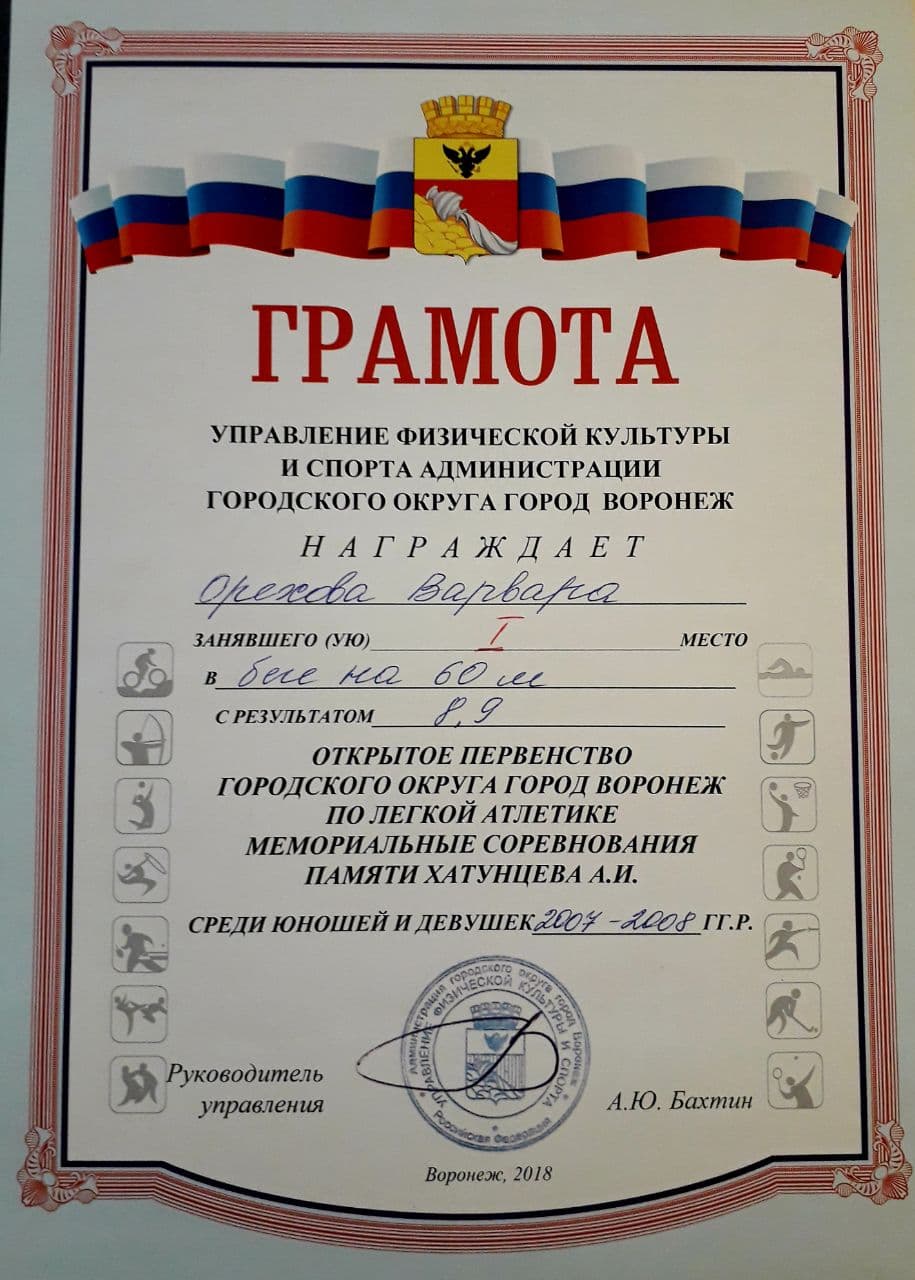 ГРАМОТА
УПРАВЛЕНИЕ ФИЗИЧЕСКОЙ КУЛЬТУРЫ
И СПОРТА АДМИНИСТРАЦИИ
ГОРОДСКОГО ОКРУГА ГОРОД ВОРОНЕЖ
НАГРАЖДАЕТ
Орехова Варвара
ЗАНЯВШЕГО (УЮ) I МЕСТО
В беге на 60 м
С РЕЗУЛЬТАТОМ 8,9
ОТКРЫТОЕ ПЕРВЕНСТВО
ГОРОДСКОГО ОКРУГА ГОРОД ВОРОНЕЖ
ПО ЛЕГКОЙ АТЛЕТИКЕ
МЕМОРИАЛЬНЫЕ СОРЕВНОВАНИЯ
ПАМЯТИ ХАТУНЦЕВА А.И.
СРЕДИ ЮНОШЕЙ И ДЕВУШЕК 2007-2008 ГГ.Р.
Администрация городского округа город Воронеж
УПРАВЛЕНИЕ ФИЗИЧЕСКОЙ КУЛЬТУРЫ И СПОРТА
Российская Федерация
Руководитель
управления
А.Ю. Бахтин
Воронеж, 2018